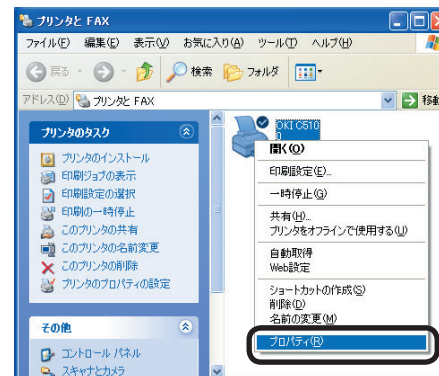 プリンタと FAX
ファイル(F) 編集(E) 表示(V) お気に入り(A) ツール(T) ヘルプ(H)
戻る 検索 フォルダ
アドレス(D) プリンタと FAX 移動
プリンタのタスク
プリンタのインストール
印刷ジョブの表示
印刷設定の選択
印刷の一時停止
このプリンタの共有
このプリンタの名前変更
このプリンタの削除
プリンタのプロパティの設定
その他
コントロール パネル
スキャナとカメラ
OKI C610
0
開く(O)
印刷設定(E)...
一時停止(G)
共有(H)...
プリンタをオフラインで使用する(U)
自動取得
Web設定
ショートカットの作成(S)
削除(D)
名前の変更(M)
プロパティ(R)